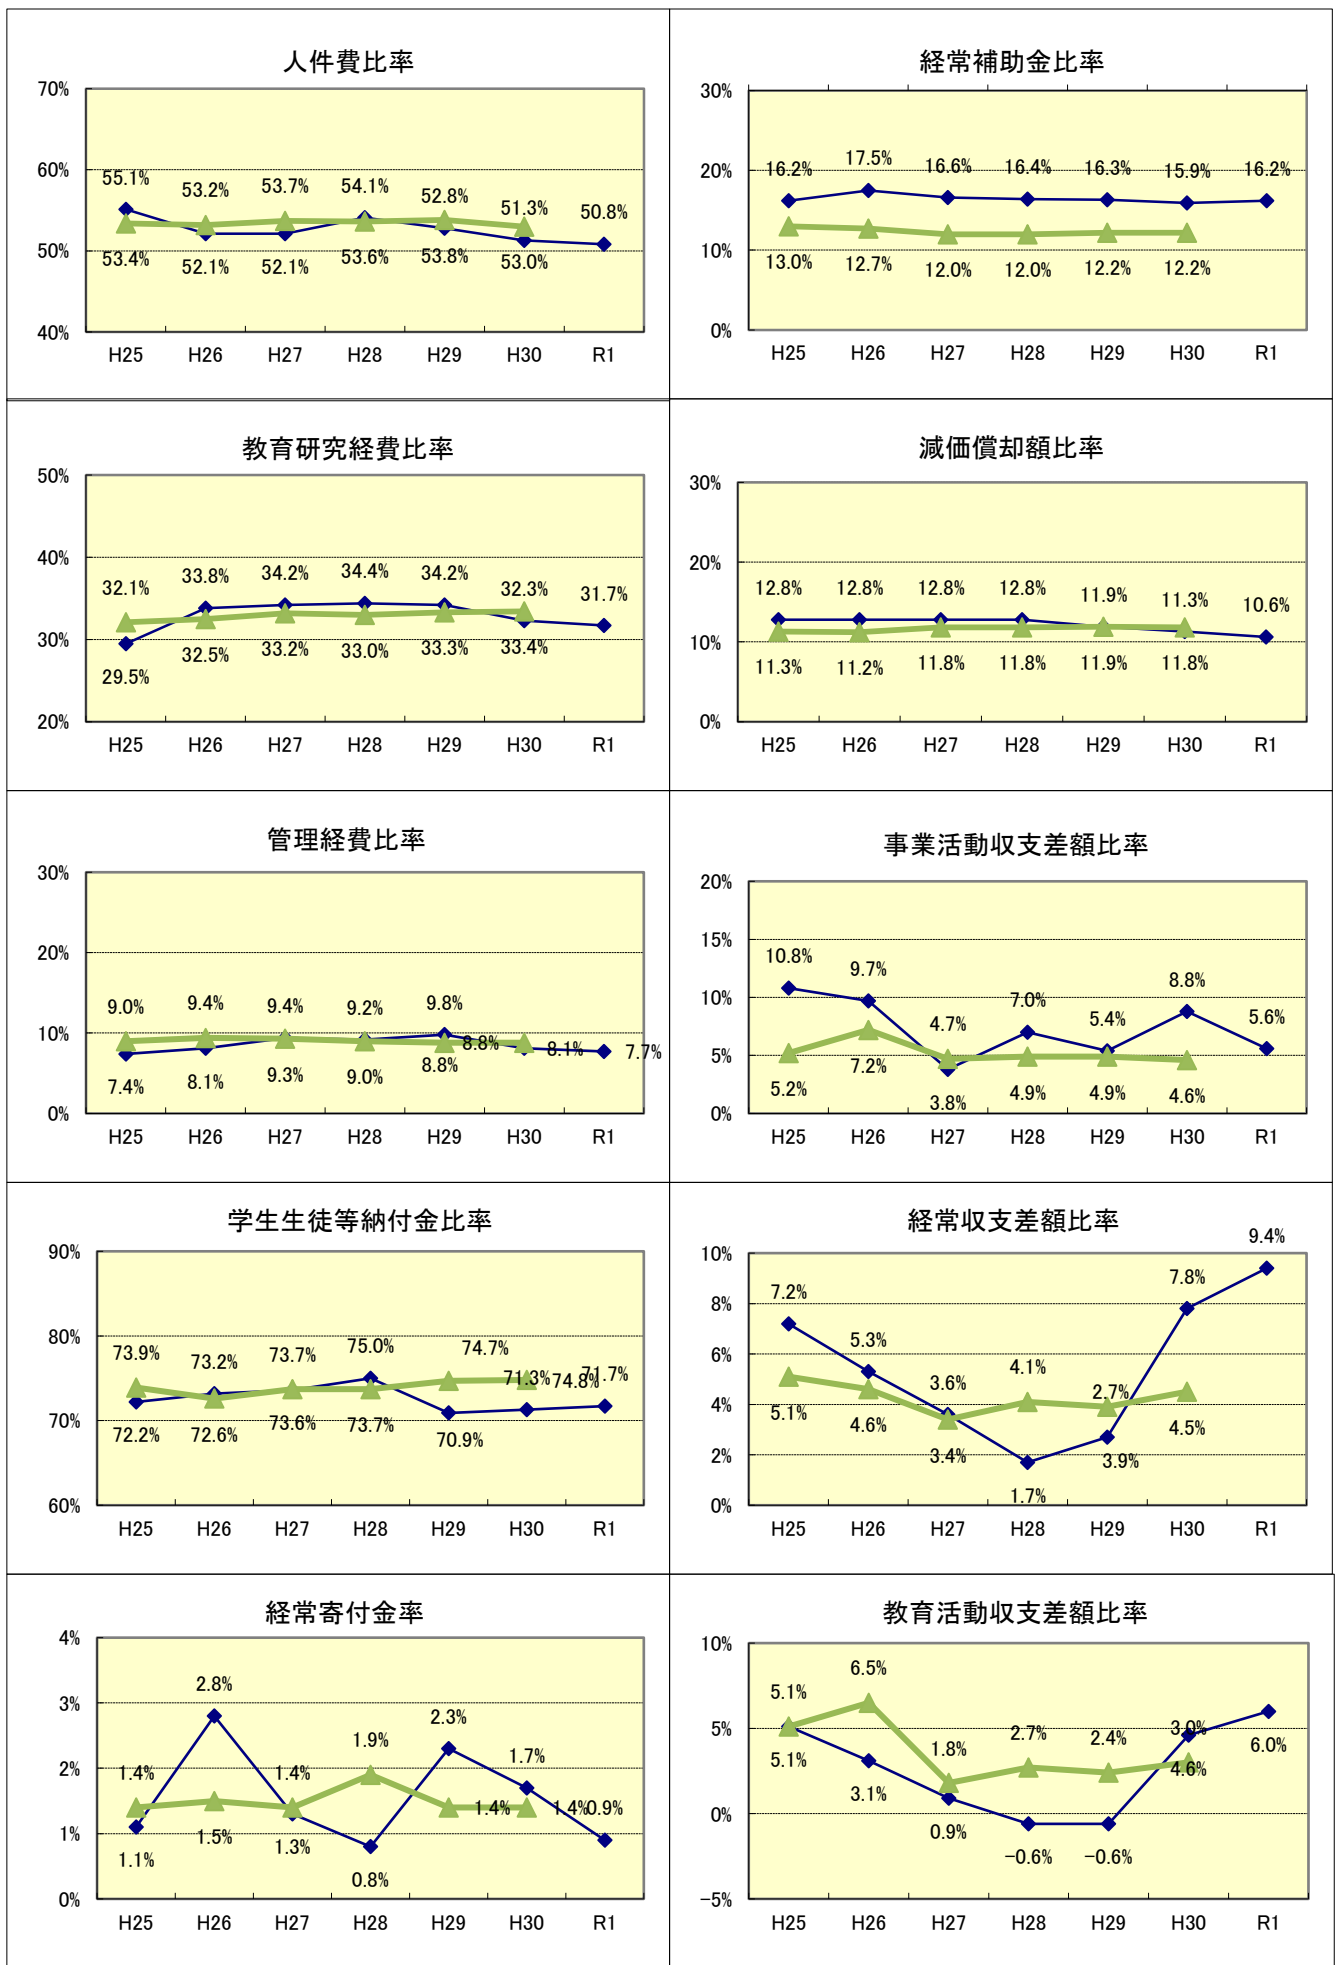 人件費比率
70%
60%
50%
40%
55.1% 53.2% 53.7% 54.1% 52.8% 51.3% 50.8%
53.4% 52.1% 52.1% 53.6% 53.8% 53.0%
H25 H26 H27 H28 H29 H30 R1
経常補助金比率
30%
20%
10%
0%
16.2% 17.5% 16.6% 16.4% 16.3% 15.9% 16.2%
13.0% 12.7% 12.0% 12.0% 12.2% 12.2%
H25 H26 H27 H28 H29 H30 R1
教育研究経費比率
50%
40%
30%
20%
32.1% 33.8% 34.2% 34.4% 34.2% 32.3% 31.7%
29.5% 32.5% 33.2% 33.0% 33.3% 33.4%
H25 H26 H27 H28 H29 H30 R1
減価償却額比率
30%
20%
10%
0%
12.8% 12.8% 12.8% 12.8% 11.9% 11.3% 10.6%
11.3% 11.2% 11.8% 11.8% 11.9% 11.8%
H25 H26 H27 H28 H29 H30 R1
管理経費比率
30%
20%
10%
0%
9.0% 9.4% 9.4% 9.2% 9.8% 8.8% 8.1% 7.7%
7.4% 8.1% 9.3% 9.0% 8.8%
H25 H26 H27 H28 H29 H30 R1
事業活動収支差額比率
20%
15%
10%
5%
0%
10.8% 9.7% 4.7% 7.0% 5.4% 8.8% 5.6%
5.2% 7.2% 3.8% 4.9% 4.9% 4.6%
H25 H26 H27 H28 H29 H30 R1
学生生徒等納付金比率
90%
80%
70%
60%
73.9% 73.2% 73.7% 75.0% 74.7% 71.3% 74.8% 71.7%
72.2% 72.6% 73.6% 73.7% 70.9%
H25 H26 H27 H28 H29 H30 R1
経常収支差額比率
10%
8%
6%
4%
2%
0%
7.2% 5.3% 3.6% 4.1% 2.7% 7.8% 9.4%
5.1% 4.6% 3.4% 1.7% 3.9% 4.5%
H25 H26 H27 H28 H29 H30 R1
経常寄付金率
4%
3%
2%
1%
0%
1.4% 2.8% 1.4% 1.9% 2.3% 1.7%
1.1% 1.5% 1.3% 0.8% 1.4% 1.4% 0.9%
H25 H26 H27 H28 H29 H30 R1
教育活動収支差額比率
10%
5%
0%
-5%
5.1% 6.5% 1.8% 2.7% 2.4% 3.0% 6.0%
5.1% 3.1% 0.9% -0.6% -0.6% 4.6%
H25 H26 H27 H28 H29 H30 R1